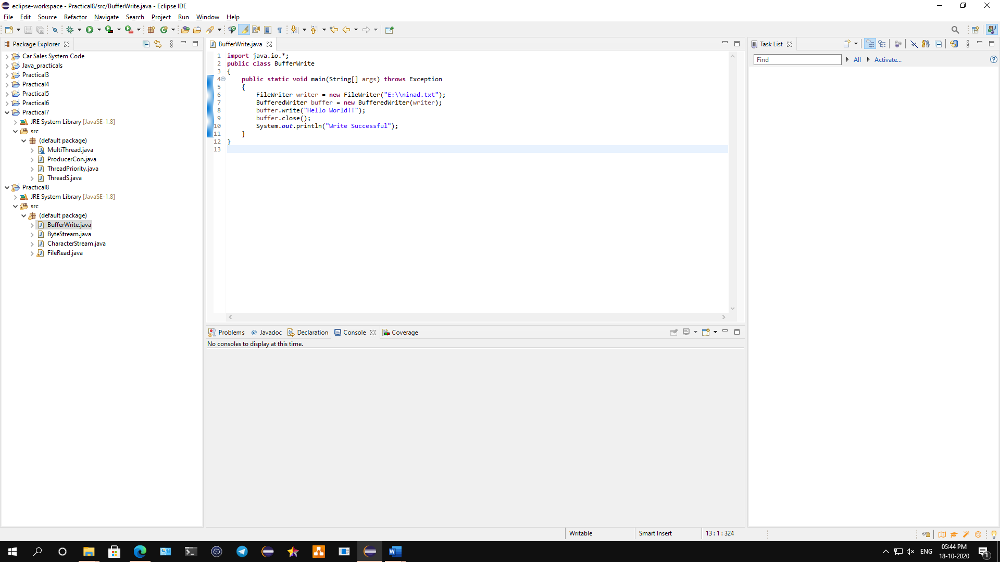 eclipse-workspace - Practical8/src/BufferWrite.java - Eclipse IDE
File Edit Source Refactor Navigate Search Project Run Window Help
Package Explorer
Car Sales System Code
Java_practicals
Practical3
Practical4
Practical5
Practical6
Practical7
JRE System Library [JavaSE-1.8]
src
(default package)
MultiThread.java
ProducerCon.java
ThreadPriority.java
ThreadS.java
Practical8
JRE System Library [JavaSE-1.8]
src
(default package)
BufferWrite.java
ByteStream.java
CharacterStream.java
FileRead.java
BufferWrite.java
1 import java.io.*;
2 public class BufferWrite
3 {
4 public static void main(String[] args) throws Exception
5 {
6 FileWriter writer = new FileWriter("E:\\ninad.txt");
7 BufferedWriter buffer = new BufferedWriter(writer);
8 buffer.write("Hello World!!");
9 buffer.close();
10 System.out.println("Write Successful");
11 }
12 }
13
Problems @ Javadoc Declaration Console Coverage
No consoles to display at this time.
Task List
Find All Activate...
Writable Smart Insert 13 : 1 : 324
ENG
05:44 PM
18-10-2020
1